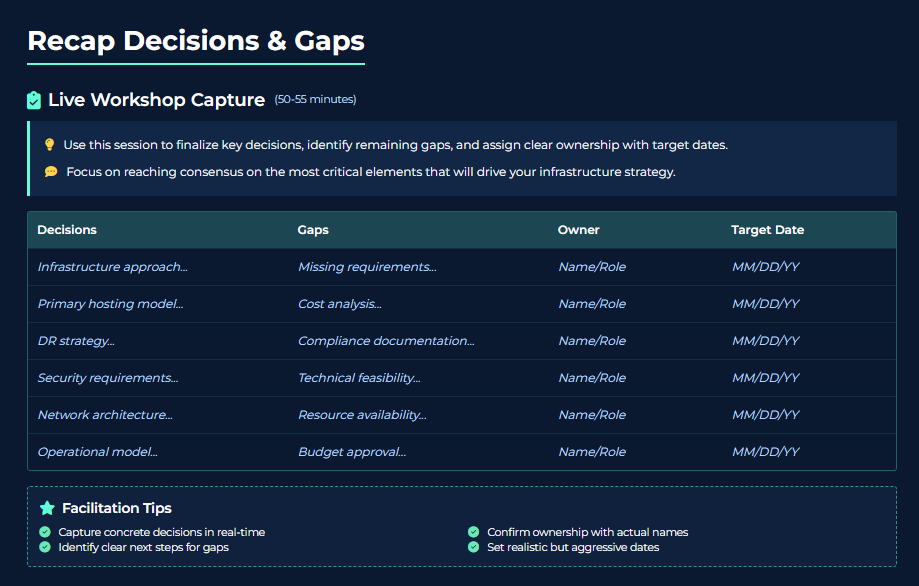 Recap Decisions & Gaps
Live Workshop Capture (50-55 minutes)
Use this session to finalize key decisions, identify remaining gaps, and assign clear ownership with target dates.
Focus on reaching consensus on the most critical elements that will drive your infrastructure strategy.
Decisions Gaps Owner Target Date
Infrastructure approach... Missing requirements... Name/Role MM/DD/YY
Primary hosting model... Cost analysis... Name/Role MM/DD/YY
DR strategy... Compliance documentation... Name/Role MM/DD/YY
Security requirements... Technical feasibility... Name/Role MM/DD/YY
Network architecture... Resource availability... Name/Role MM/DD/YY
Operational model... Budget approval... Name/Role MM/DD/YY
Facilitation Tips
Capture concrete decisions in real-time Confirm ownership with actual names
Identify clear next steps for gaps Set realistic but aggressive dates